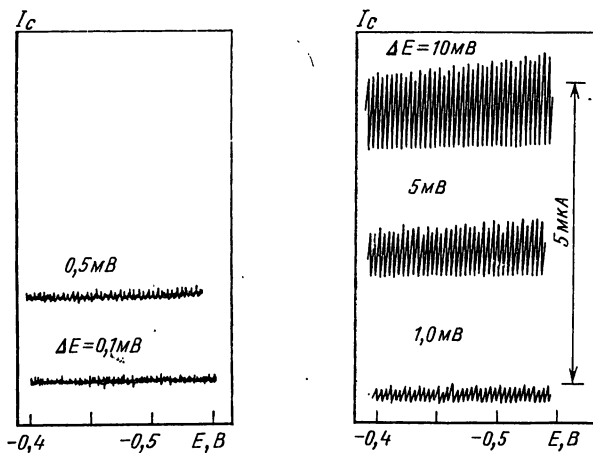 I_c
0,5мВ
ΔE=0,1мВ
-0,4 -0,5 E,В
I_c
ΔE=10мВ
5мВ
5мкА
1,0мВ
-0,4 -0,5 E,В